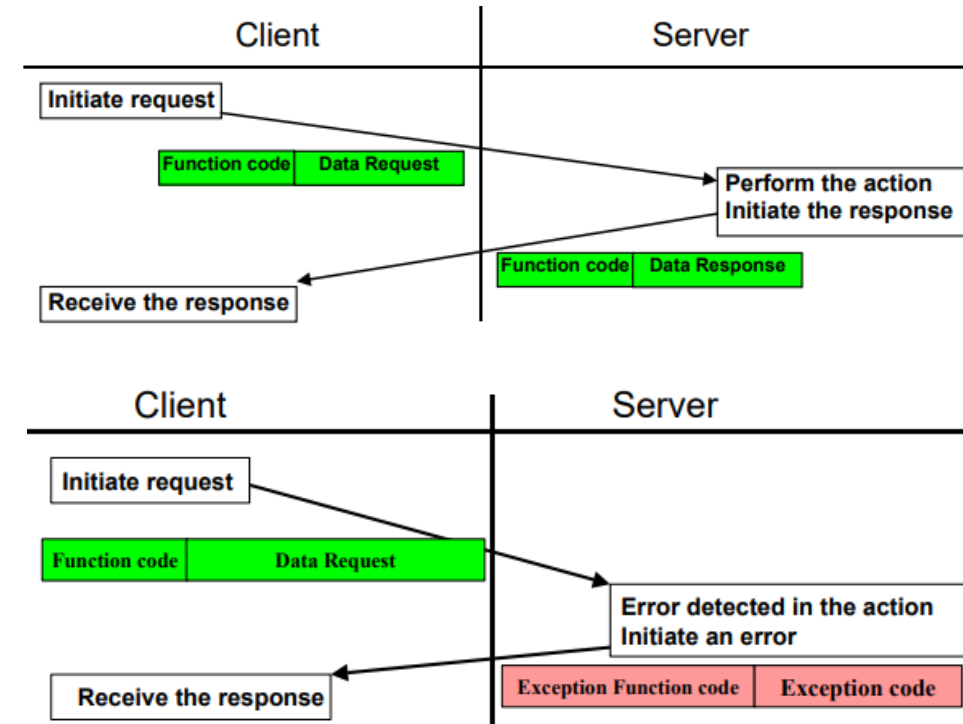 Client
Server
Initiate request
Function code
Data Request
Perform the action
Initiate the response
Function code
Data Response
Receive the response
Client
Server
Initiate request
Function code
Data Request
Error detected in the action
Initiate an error
Exception Function code
Exception code
Receive the response